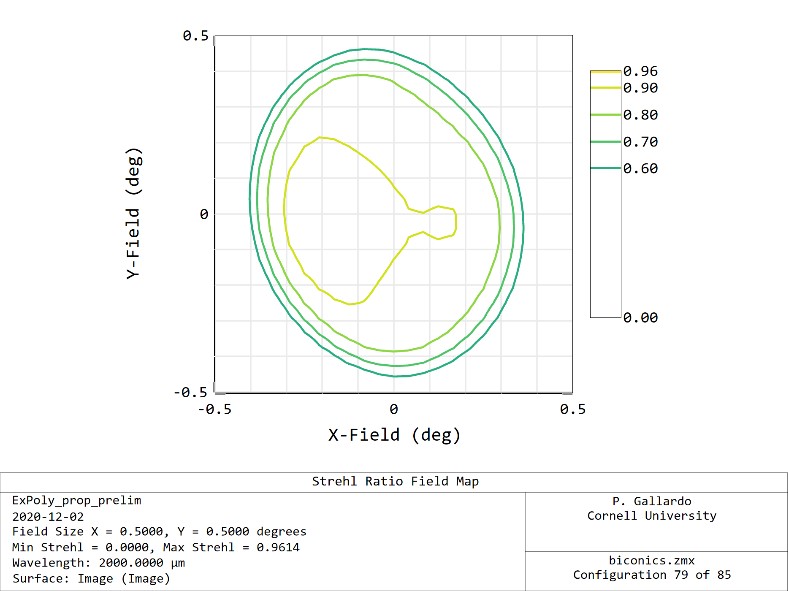 0.5
0
-0.5
Y-Field (deg)
-0.5
0
0.5
X-Field (deg)
0.96
0.90
0.80
0.70
0.60
0.00
Strehl Ratio Field Map
ExPoly_prop_prelim
2020-12-02
Field Size X = 0.5000, Y = 0.5000 degrees
Min Strehl = 0.0000, Max Strehl = 0.9614
Wavelength: 2000.0000 µm
Surface: Image (Image)
P. Gallardo
Cornell University
biconics.zmx
Configuration 79 of 85